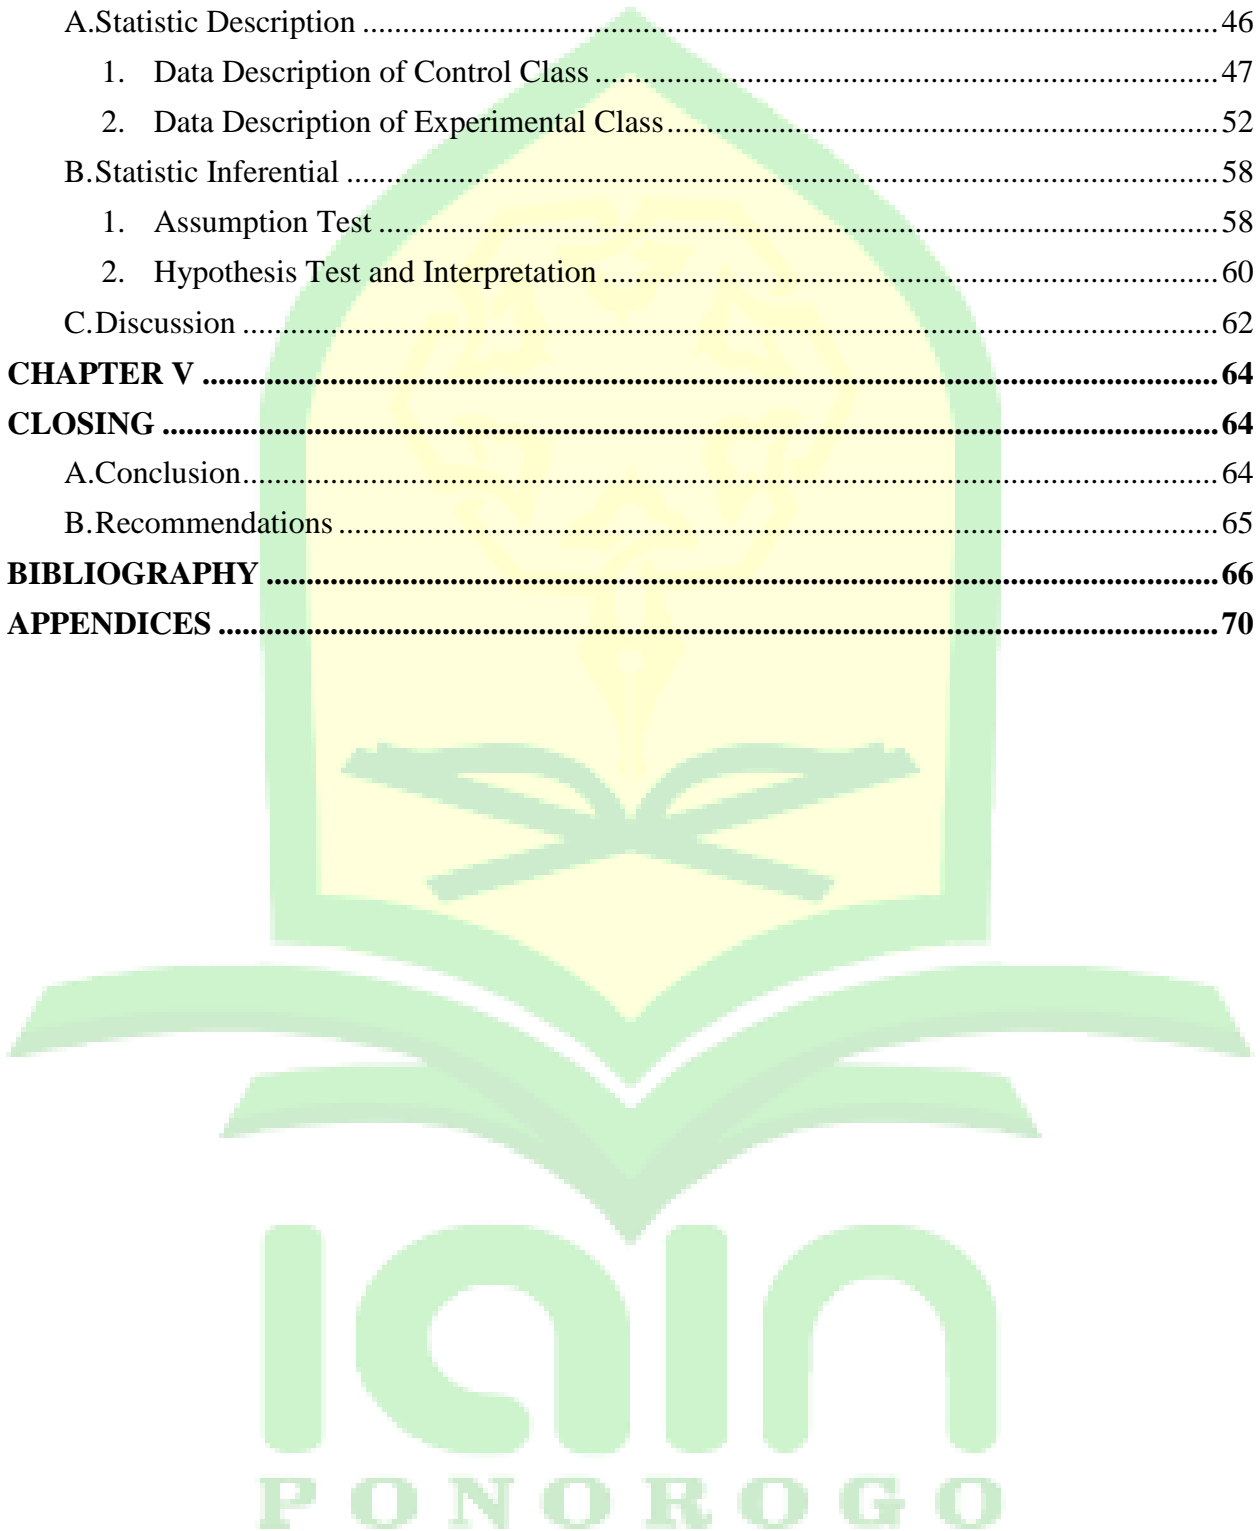 A.Statistic Description ........ 46
1. Data Description of Control Class ........ 47
2. Data Description of Experimental Class ........ 52
B.Statistic Inferential ........ 58
1. Assumption Test ........ 58
2. Hypothesis Test and Interpretation ........ 60
C.Discussion ........ 62
CHAPTER V ........ 64
CLOSING ........ 64
A.Conclusion ........ 64
B.Recommendations ........ 65
BIBLIOGRAPHY ........ 66
APPENDICES ........ 70
iain
PONOROGO